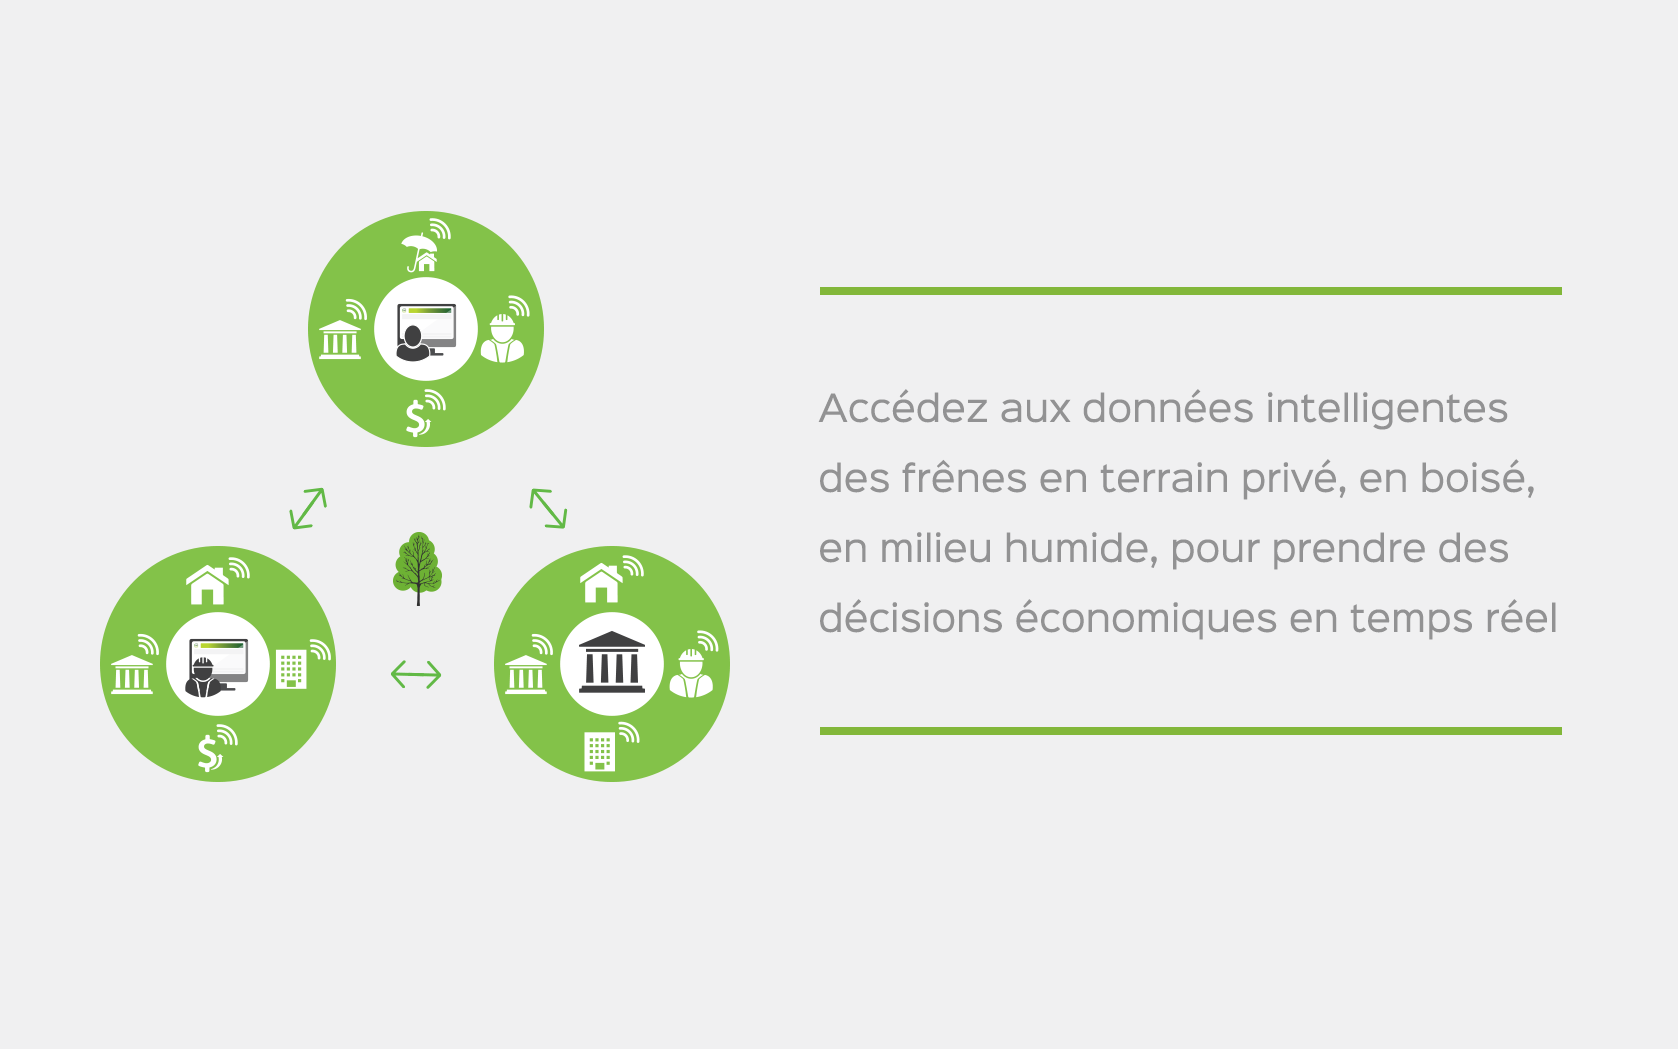 Accédez aux données intelligentes
des frênes en terrain privé, en boisé,
en milieu humide, pour prendre des
décisions économiques en temps réel